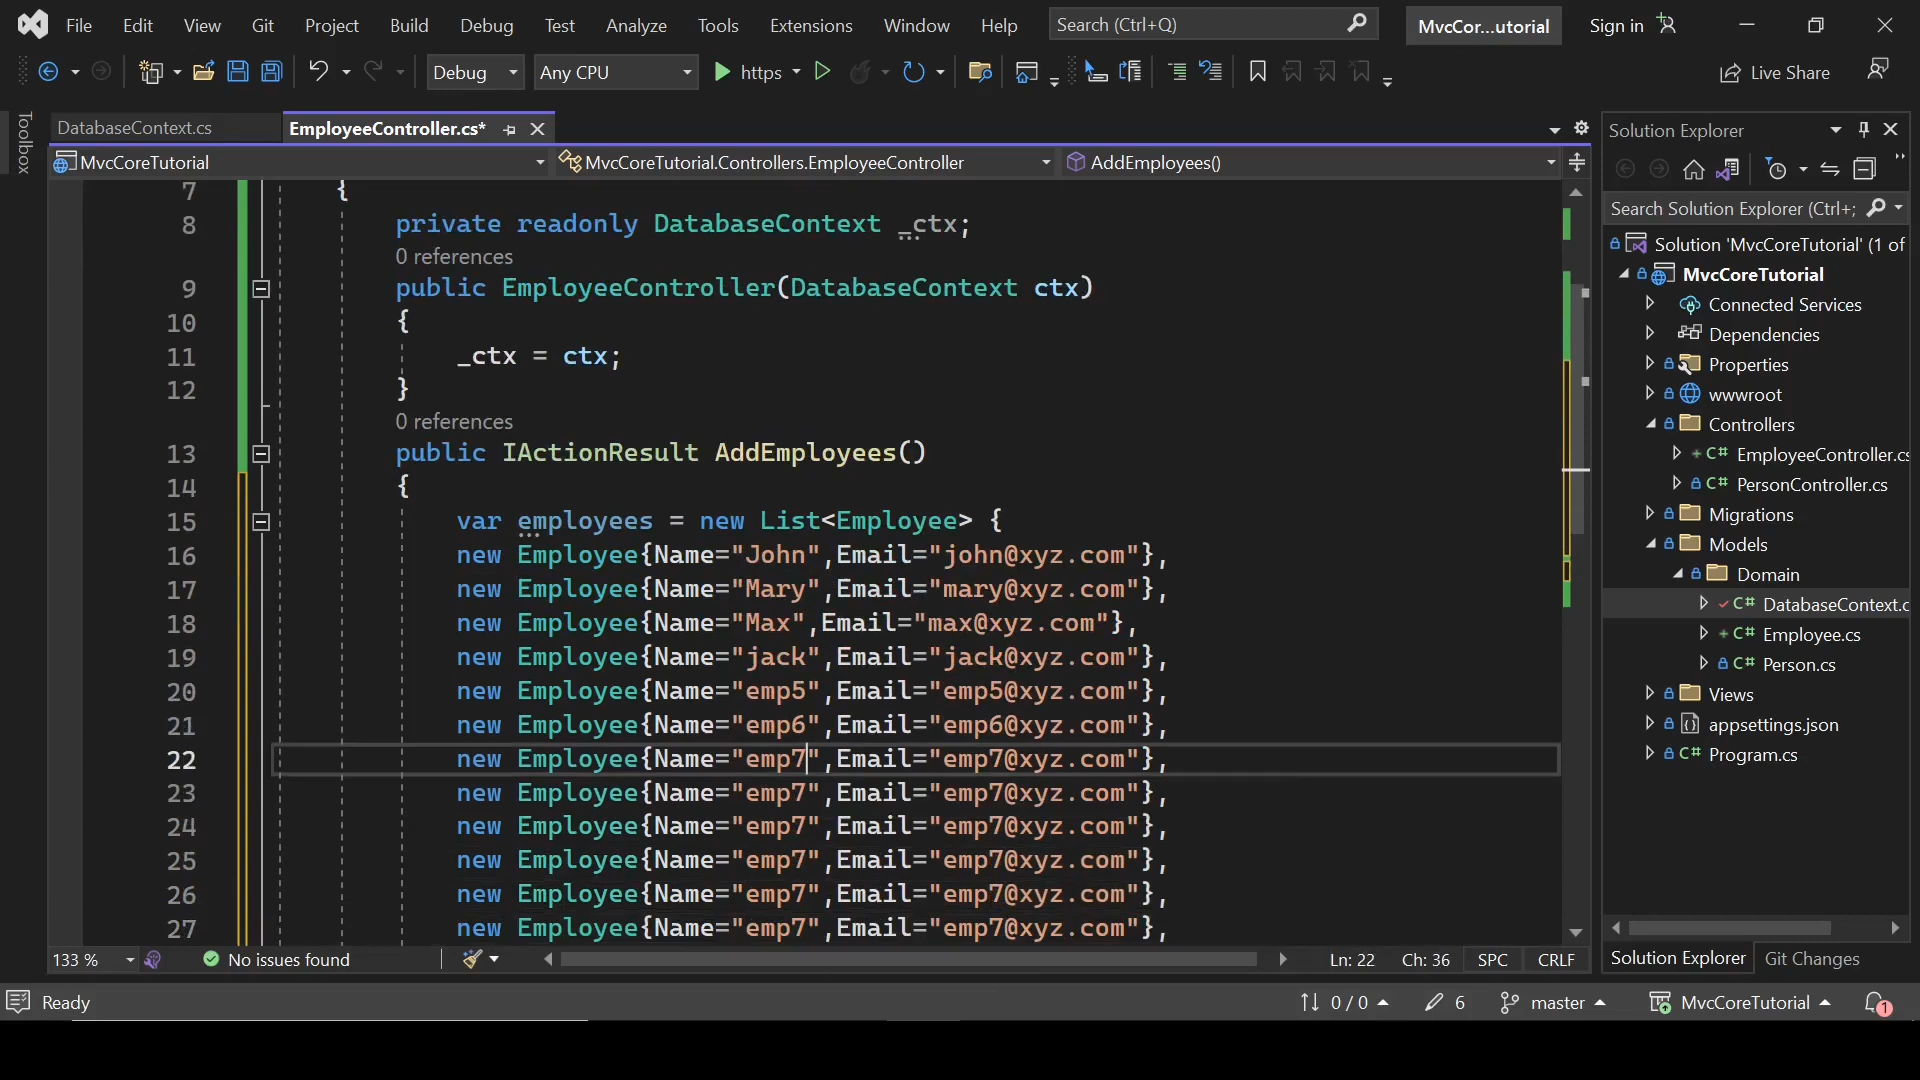 File Edit View Git Project Build Debug Test Analyze Tools Extensions Window Help Search (Ctrl+Q) MvcCor...utorial Sign in
Debug Any CPU https Live Share
Toolbox
DatabaseContext.cs EmployeeController.cs*
MvcCoreTutorial MvcCoreTutorial.Controllers.EmployeeController AddEmployees()
7 {
8 private readonly DatabaseContext _ctx;
0 references
9 public EmployeeController(DatabaseContext ctx)
10 {
11 _ctx = ctx;
12 }
0 references
13 public IActionResult AddEmployees()
14 {
15 var employees = new List<Employee> {
16 new Employee{Name="John",Email="john@xyz.com"},
17 new Employee{Name="Mary",Email="mary@xyz.com"},
18 new Employee{Name="Max",Email="max@xyz.com"},
19 new Employee{Name="jack",Email="jack@xyz.com"},
20 new Employee{Name="emp5",Email="emp5@xyz.com"},
21 new Employee{Name="emp6",Email="emp6@xyz.com"},
22 new Employee{Name="emp7",Email="emp7@xyz.com"},
23 new Employee{Name="emp7",Email="emp7@xyz.com"},
24 new Employee{Name="emp7",Email="emp7@xyz.com"},
25 new Employee{Name="emp7",Email="emp7@xyz.com"},
26 new Employee{Name="emp7",Email="emp7@xyz.com"},
27 new Employee{Name="emp7",Email="emp7@xyz.com"},
133 % No issues found Ln: 22 Ch: 36 SPC CRLF
Solution Explorer
Search Solution Explorer (Ctrl+;
Solution 'MvcCoreTutorial' (1 of
MvcCoreTutorial
Connected Services
Dependencies
Properties
wwwroot
Controllers
C# EmployeeController.cs
C# PersonController.cs
Migrations
Models
Domain
C# DatabaseContext.c
C# Employee.cs
C# Person.cs
Views
appsettings.json
C# Program.cs
Solution Explorer Git Changes
Ready 0 / 0 6 master MvcCoreTutorial 1